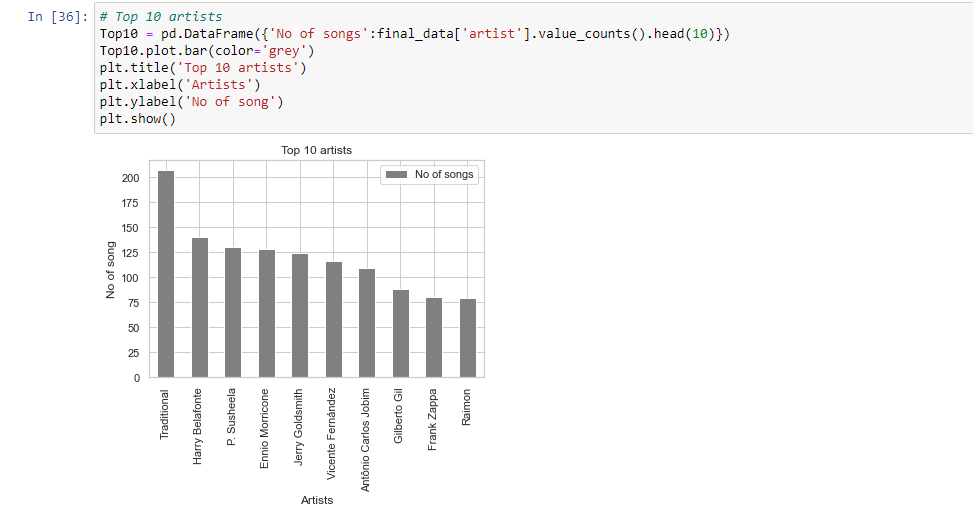 In [36]:
# Top 10 artists
Top10 = pd.DataFrame({'No of songs':final_data['artist'].value_counts().head(10)})
Top10.plot.bar(color='grey')
plt.title('Top 10 artists')
plt.xlabel('Artists')
plt.ylabel('No of song')
plt.show()
Top 10 artists
No of songs
No of song
200
175
150
125
100
75
50
25
0
Traditional
Harry Belafonte
P. Susheela
Ennio Morricone
Jerry Goldsmith
Vicente Fernández
Antônio Carlos Jobim
Gilberto Gil
Frank Zappa
Raimon
Artists